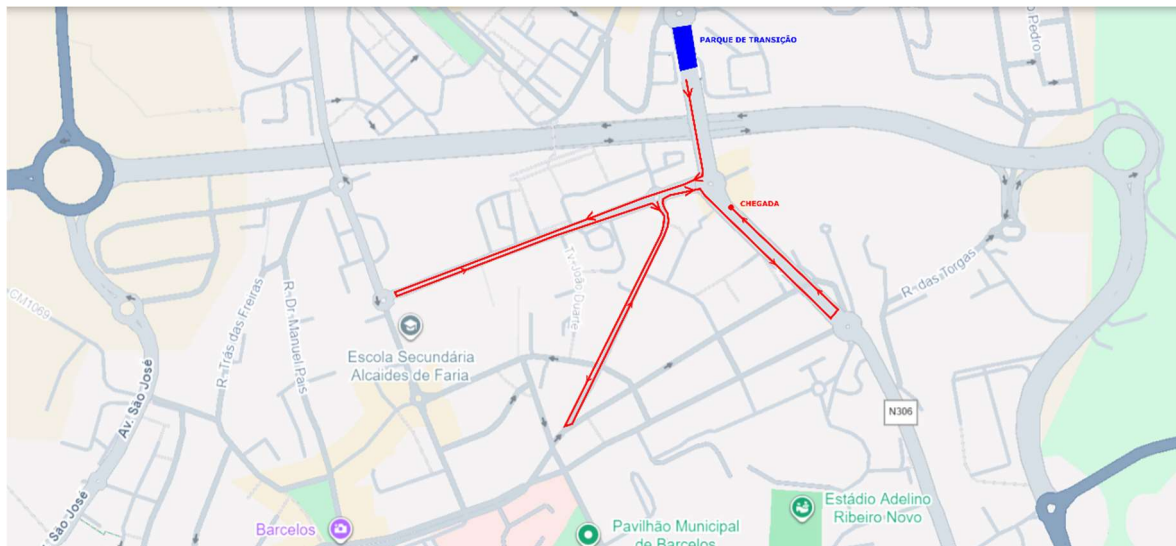 PARQUE DE TRANSIÇÃO
Pedro
CHEGADA
Tv. João Duarte
R. das Torgas
CM1069
R. Trás das Freiras
R. Dr. Manuel Pais
Escola Secundária
Alcaides de Faria
Av. São José
N306
Av. São José
Barcelos
Pavilhão Municipal
de Barcelos
Estádio Adelino
Ribeiro Novo